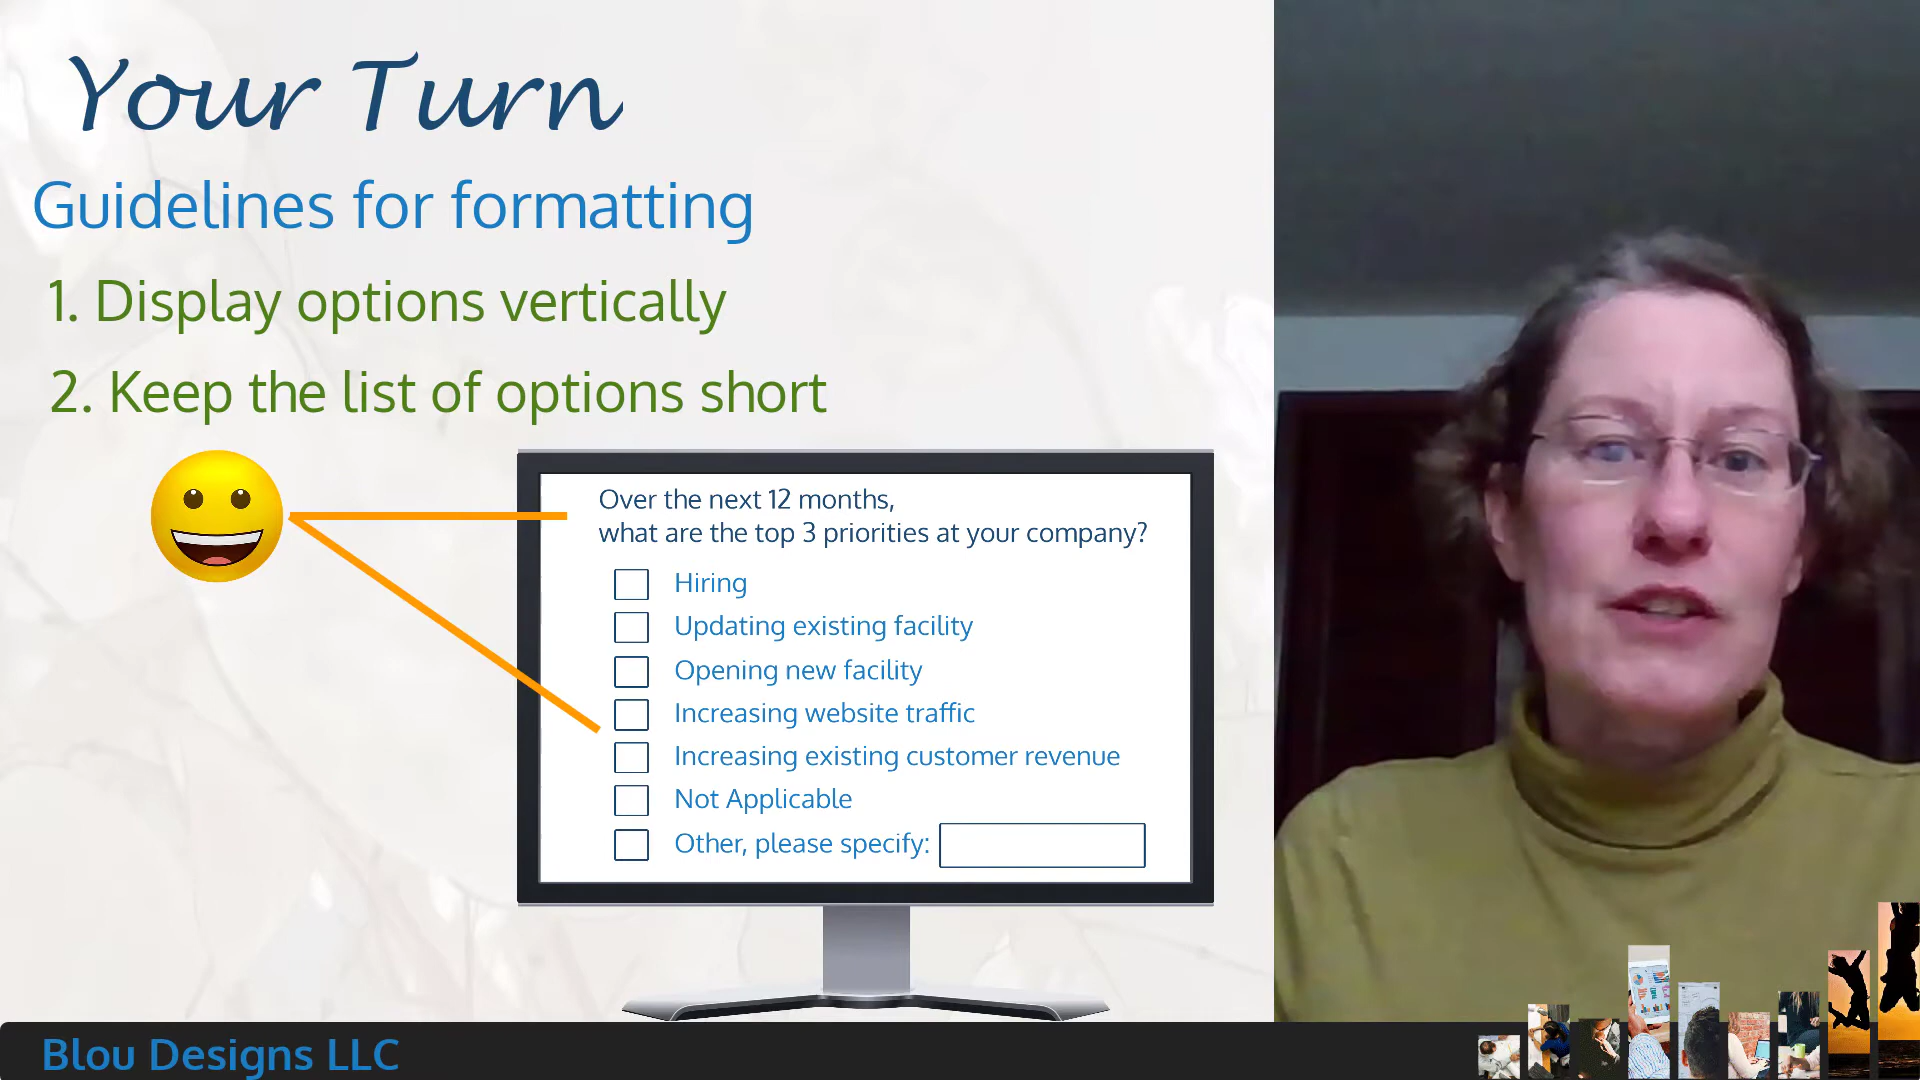 Your Turn
Guidelines for formatting
1. Display options vertically
2. Keep the list of options short
Over the next 12 months,
what are the top 3 priorities at your company?
Hiring
Updating existing facility
Opening new facility
Increasing website traffic
Increasing existing customer revenue
Not Applicable
Other, please specify:
Blou Designs LLC